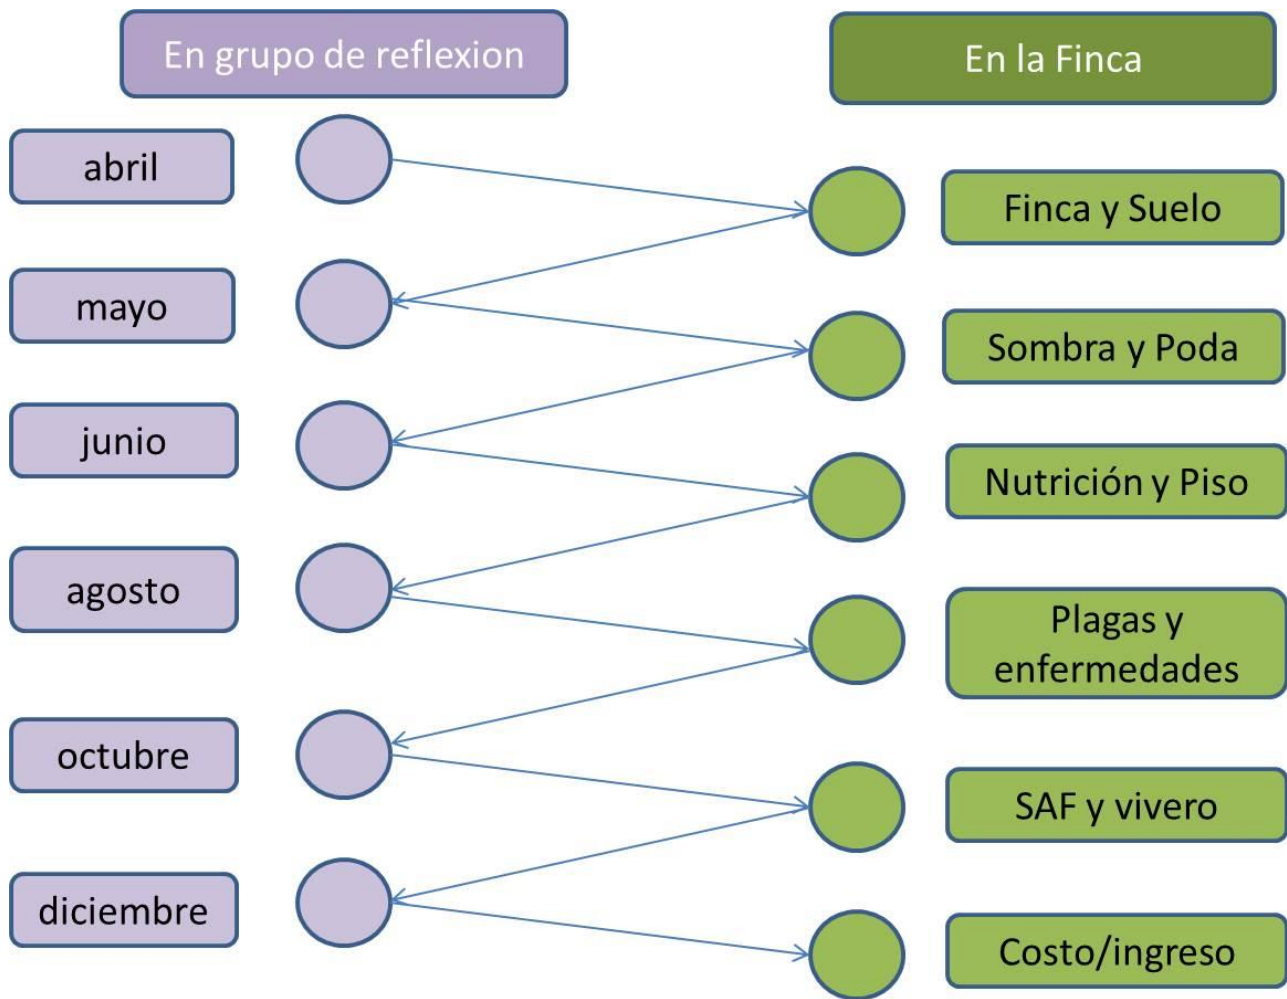 En grupo de reflexion
En la Finca
abril
Finca y Suelo
mayo
Sombra y Poda
junio
Nutrición y Piso
agosto
Plagas y
enfermedades
octubre
SAF y vivero
diciembre
Costo/ingreso